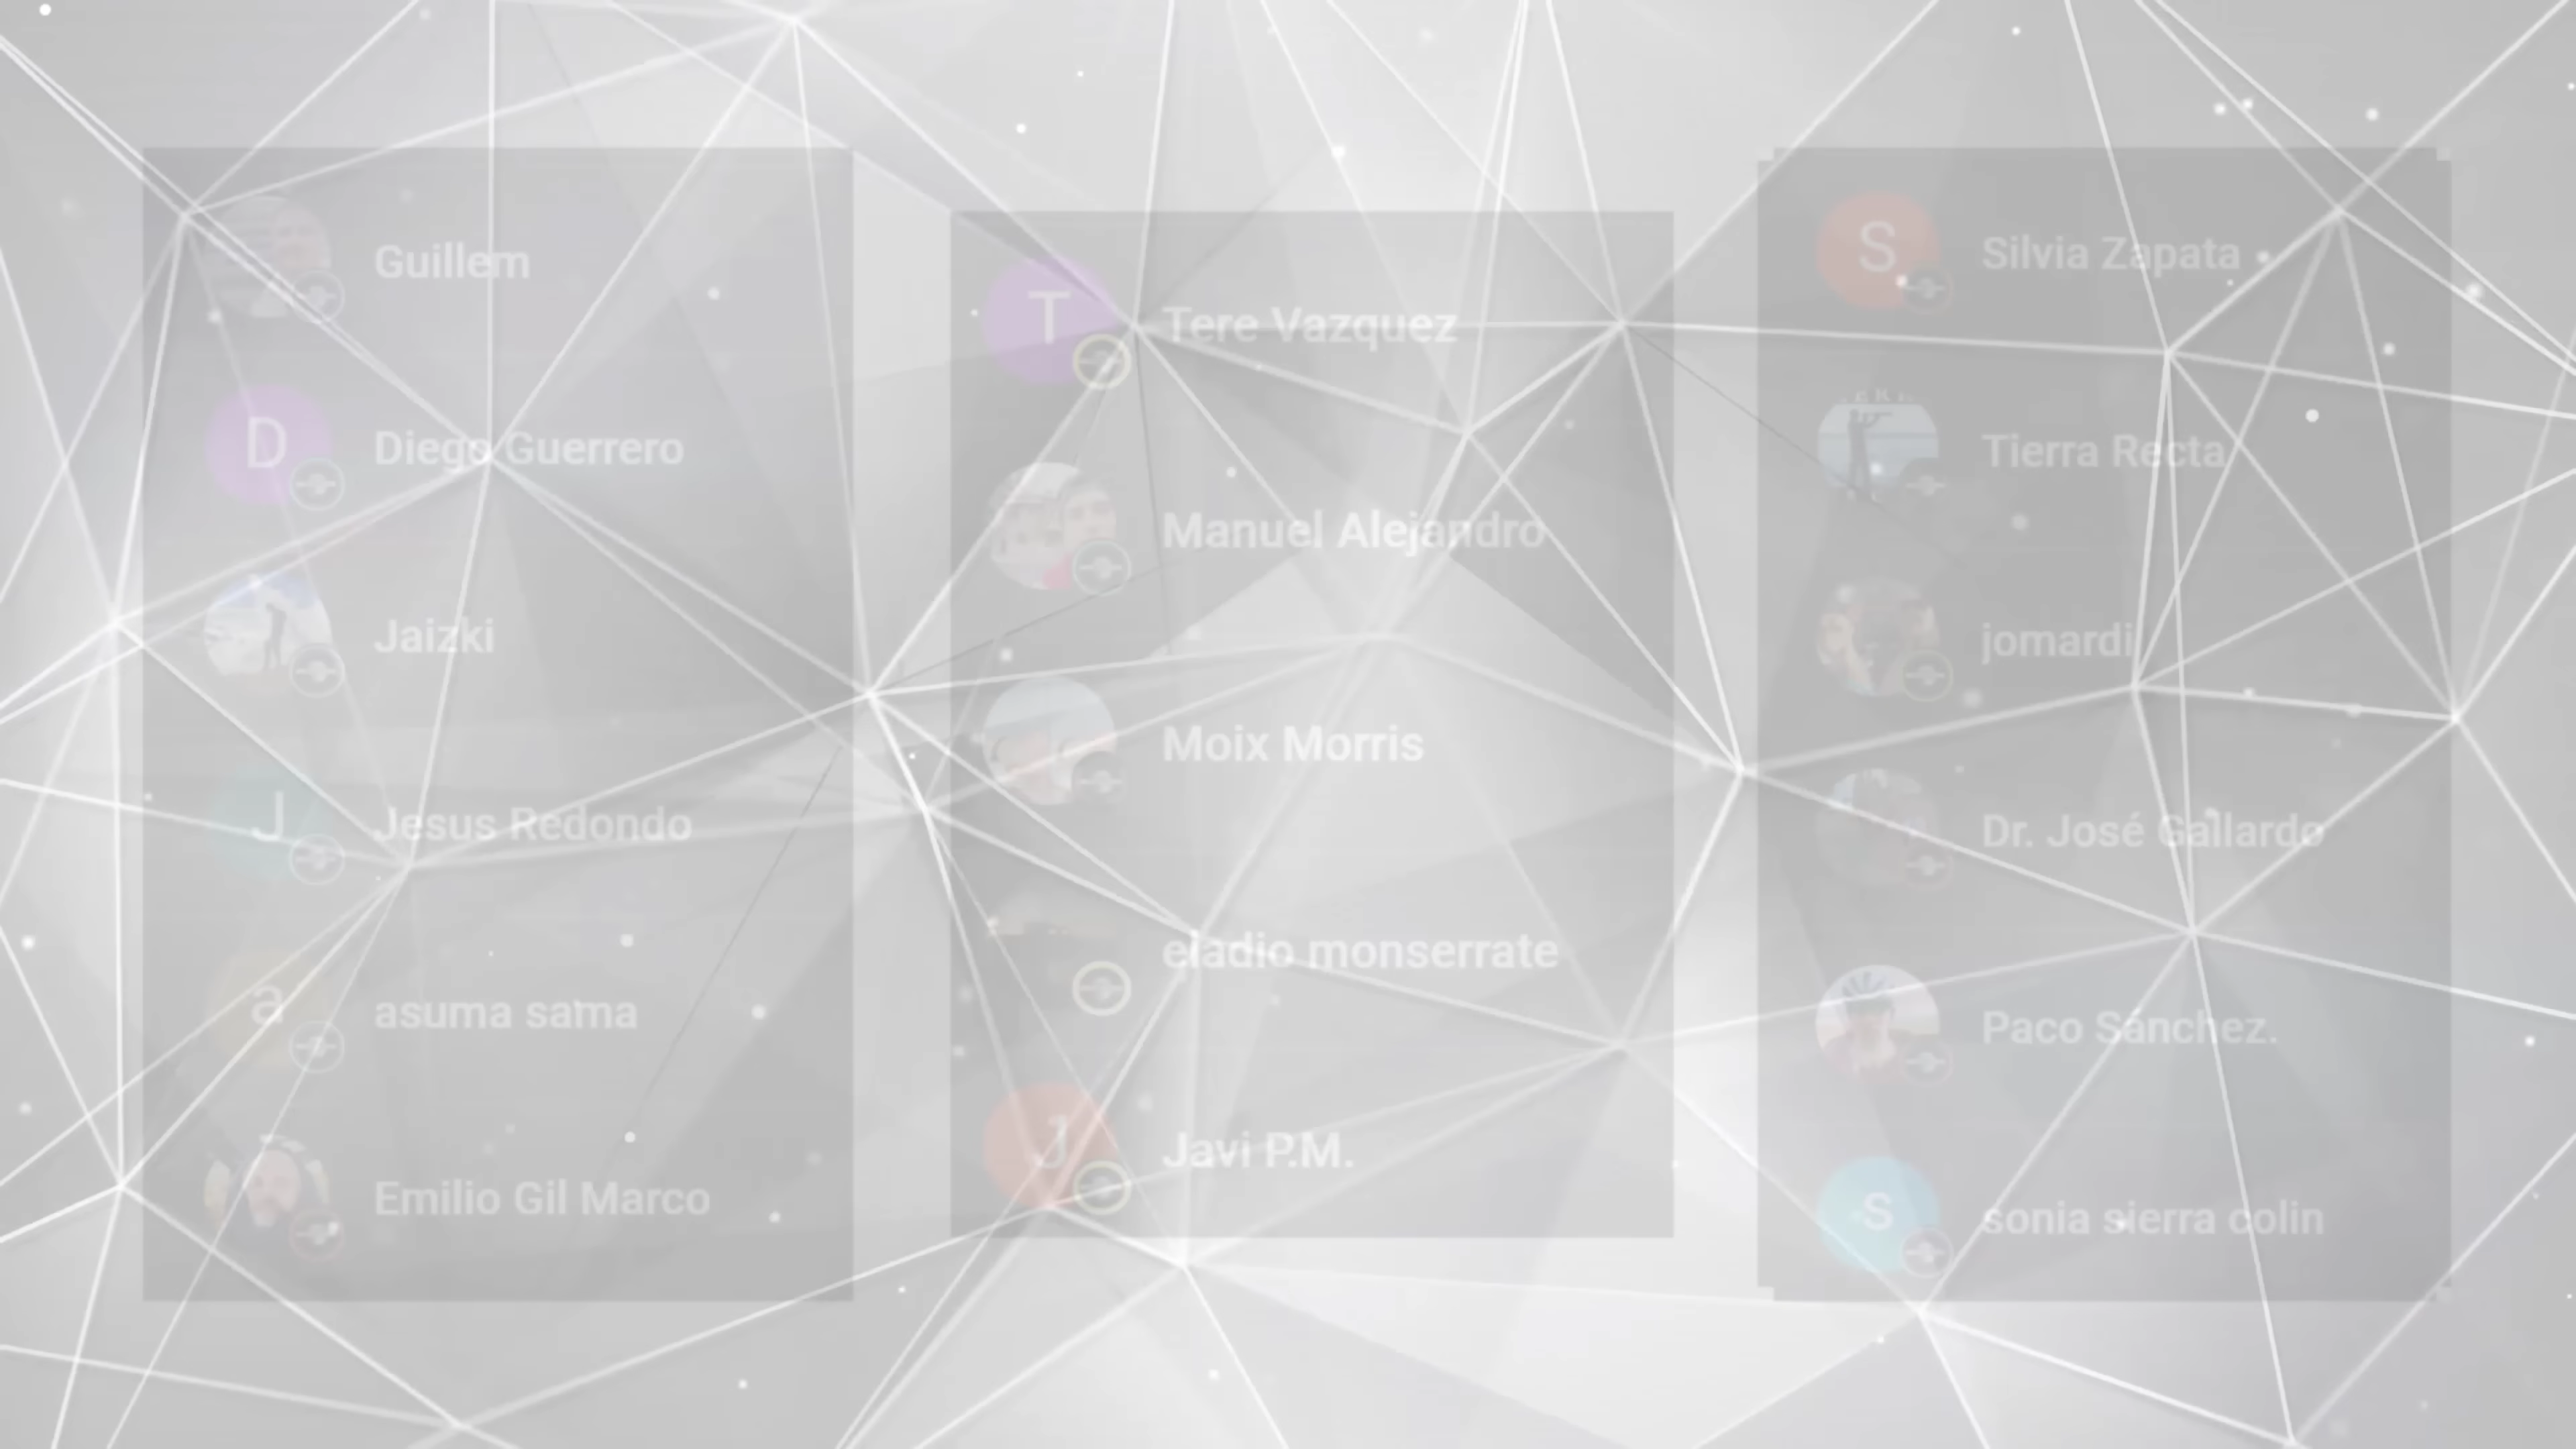 Guillem
D
Diego Guerrero
Jaizki
J
Jesus Redondo
a
asuma sama
Emilio Gil Marco
T
Tere Vazquez
Manuel Alejandro
Moix Morris
eladio monserrate
J
Javi P.M.
S
Silvia Zapata
Tierra Recta
jomardi
Dr. José Gallardo
Paco Sánchez.
s
sonia sierra colin